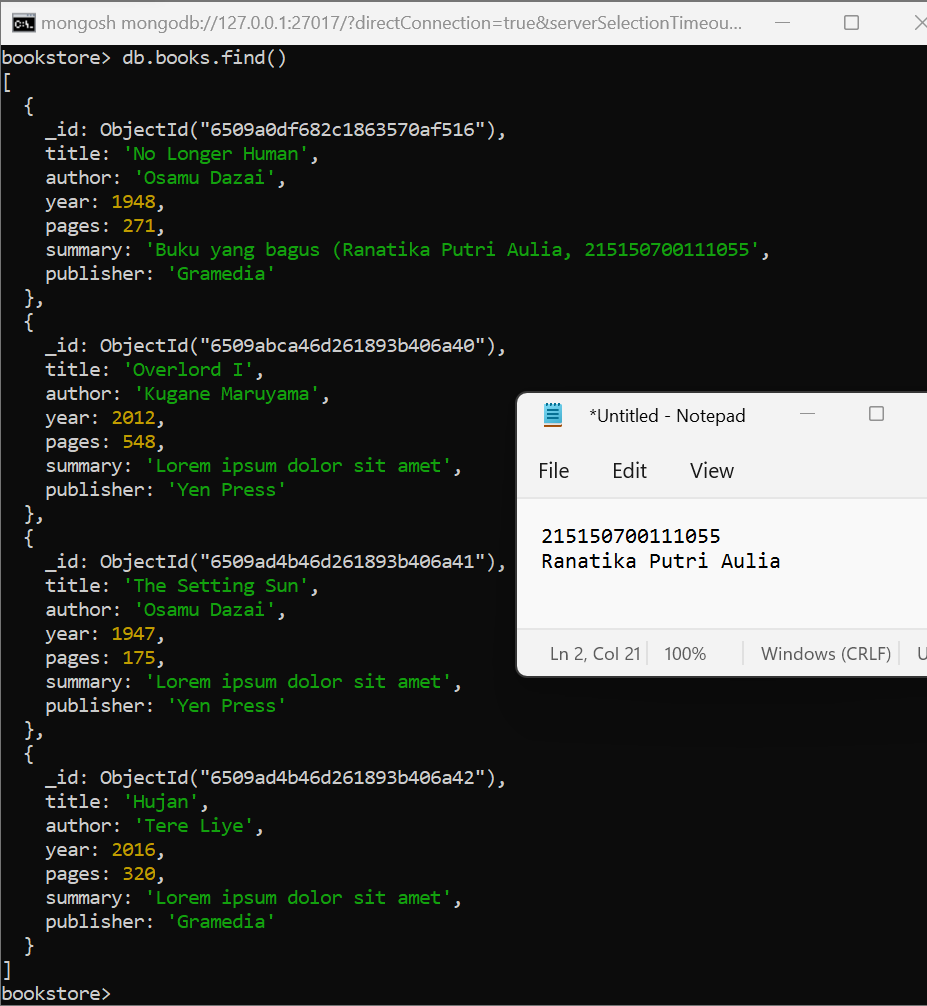 mongosh mongodb://127.0.0.1:27017/?directConnection=true&serverSelectionTimeou...
bookstore> db.books.find()
[
  {
    _id: ObjectId("6509a0df682c1863570af516"),
    title: 'No Longer Human',
    author: 'Osamu Dazai',
    year: 1948,
    pages: 271,
    summary: 'Buku yang bagus (Ranatika Putri Aulia, 215150700111055',
    publisher: 'Gramedia'
  },
  {
    _id: ObjectId("6509abca46d261893b406a40"),
    title: 'Overlord I',
    author: 'Kugane Maruyama',
    year: 2012,
    pages: 548,
    summary: 'Lorem ipsum dolor sit amet',
    publisher: 'Yen Press'
  },
  {
    _id: ObjectId("6509ad4b46d261893b406a41"),
    title: 'The Setting Sun',
    author: 'Osamu Dazai',
    year: 1947,
    pages: 175,
    summary: 'Lorem ipsum dolor sit amet',
    publisher: 'Yen Press'
  },
  {
    _id: ObjectId("6509ad4b46d261893b406a42"),
    title: 'Hujan',
    author: 'Tere Liye',
    year: 2016,
    pages: 320,
    summary: 'Lorem ipsum dolor sit amet',
    publisher: 'Gramedia'
  }
]
bookstore>
*Untitled - Notepad
File Edit View
215150700111055
Ranatika Putri Aulia
Ln 2, Col 21 100% Windows (CRLF) U